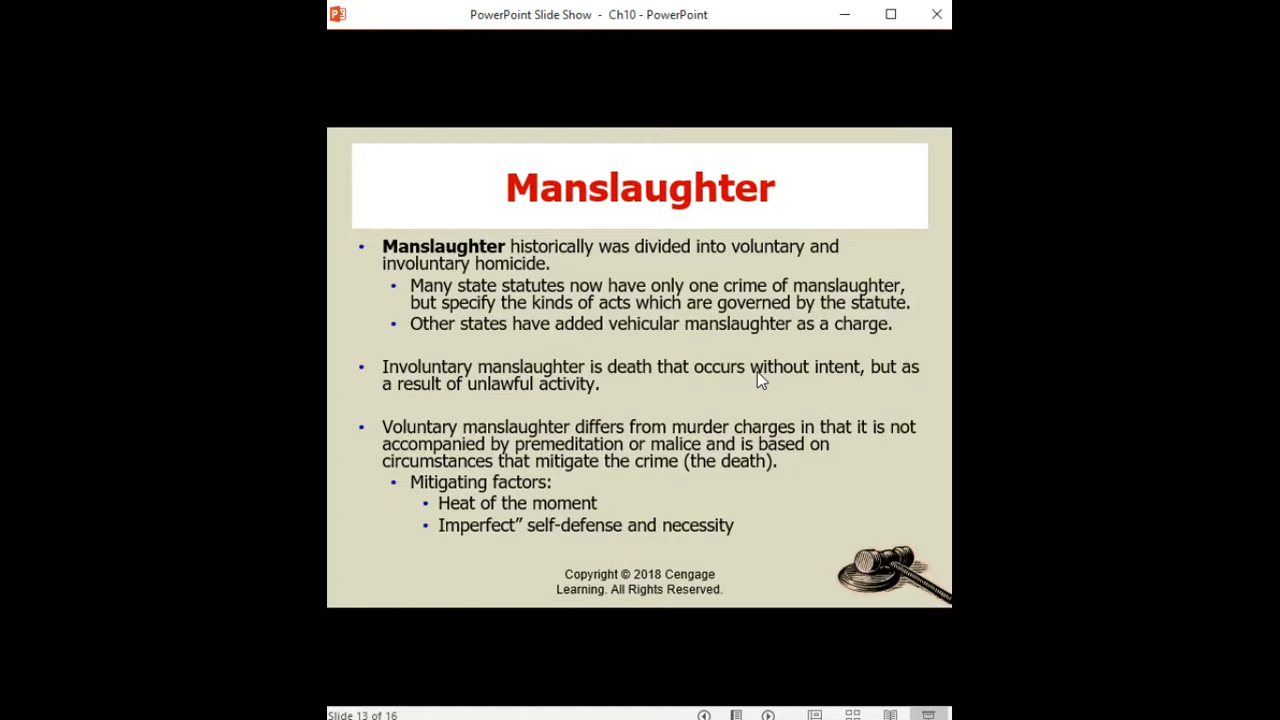 PowerPoint Slide Show - Ch10 - PowerPoint
Manslaughter
Manslaughter historically was divided into voluntary and
involuntary homicide.
Many state statutes now have only one crime of manslaughter,
but specify the kinds of acts which are governed by the statute.
Other states have added vehicular manslaughter as a charge.
Involuntary manslaughter is death that occurs without intent, but as
a result of unlawful activity.
Voluntary manslaughter differs from murder charges in that it is not
accompanied by premeditation or malice and is based on
circumstances that mitigate the crime (the death).
Mitigating factors:
Heat of the moment
Imperfect” self-defense and necessity
Copyright © 2018 Cengage
Learning. All Rights Reserved.
Slide 13 of 16